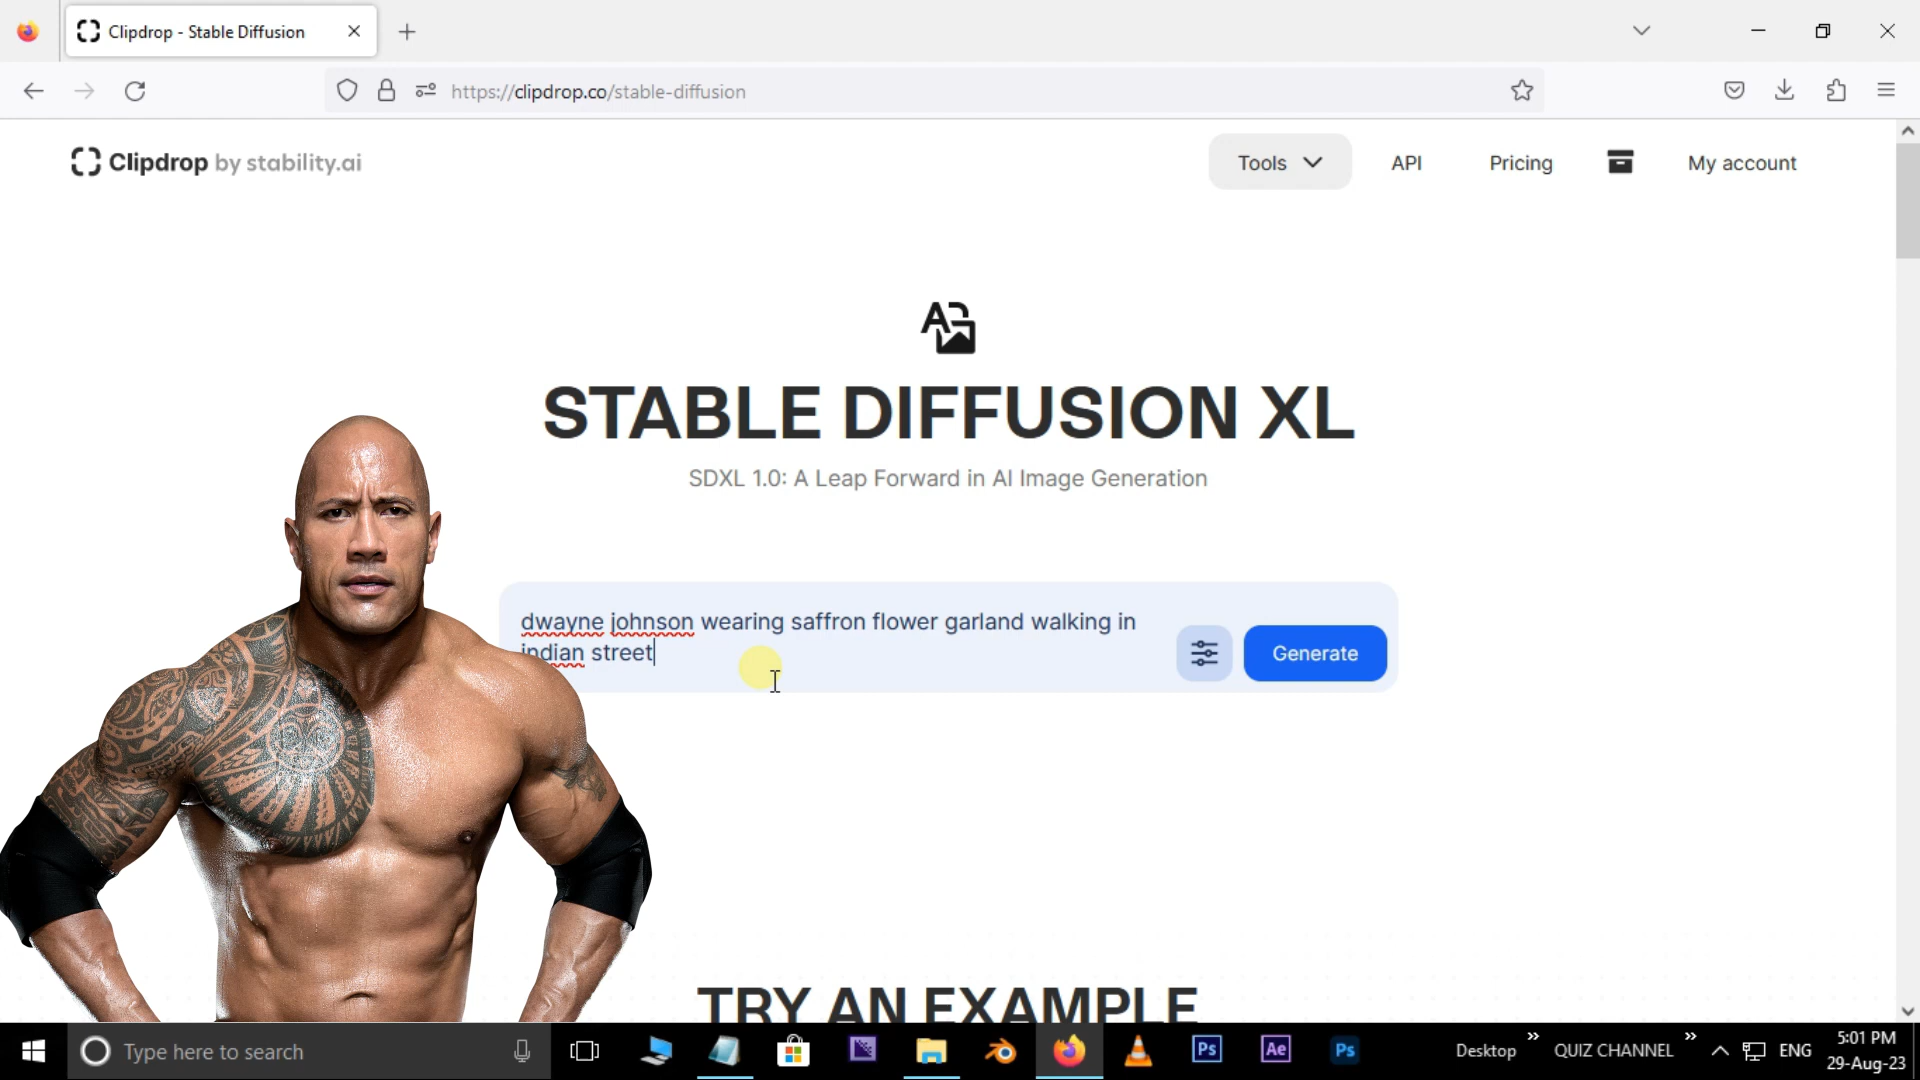 Clipdrop - Stable Diffusion
https://clipdrop.co/stable-diffusion
Clipdrop by stability.ai
Tools
API
Pricing
My account
STABLE DIFFUSION XL
SDXL 1.0: A Leap Forward in AI Image Generation
dwayne johnson wearing saffron flower garland walking in
indian street
Generate
TRY AN EXAMPLE
Type here to search
Ps
Ae
Ps
Desktop
QUIZ CHANNEL
ENG
5:01 PM
29-Aug-23